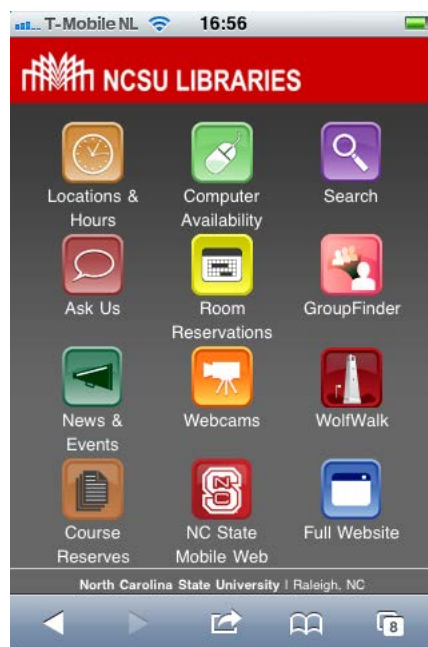 T-Mobile NL 16:56
NCSU LIBRARIES
Locations &
Hours
Computer
Availability
Search
Ask Us
Room
Reservations
GroupFinder
News &
Events
Webcams
WolfWalk
Course
Reserves
NC State
Mobile Web
Full Website
North Carolina State University | Raleigh, NC
8